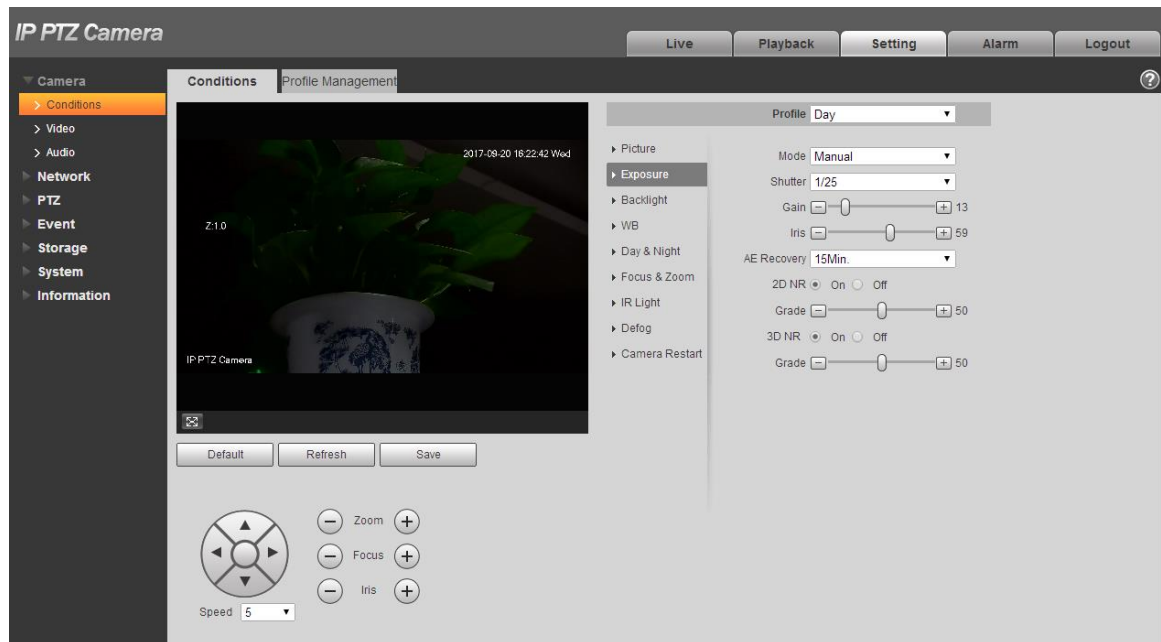 IP PTZ Camera
Live Playback Setting Alarm Logout
Camera
Conditions
Video
Audio
Network
PTZ
Event
Storage
System
Information
Conditions Profile Management
?
2017-09-20 16:22:42 Wed
Z:1.0
IP PTZ Camera
Default Refresh Save
Zoom
Focus
Iris
Speed 5
Profile Day
Picture
Exposure
Backlight
WB
Day & Night
Focus & Zoom
IR Light
Defog
Camera Restart
Mode Manual
Shutter 1/25
Gain 13
Iris 59
AE Recovery 15Min.
2D NR On Off
Grade 50
3D NR On Off
Grade 50